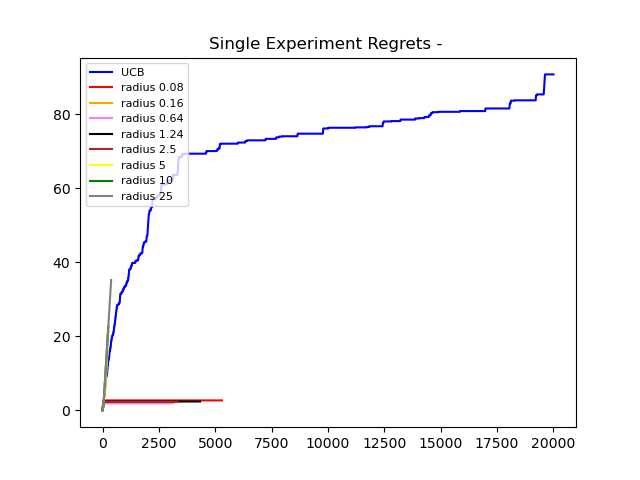 Single Experiment Regrets -
UCB
radius 0.08
radius 0.16
radius 0.64
radius 1.24
radius 2.5
radius 5
radius 10
radius 25
80
60
40
20
0
0 2500 5000 7500 10000 12500 15000 17500 20000